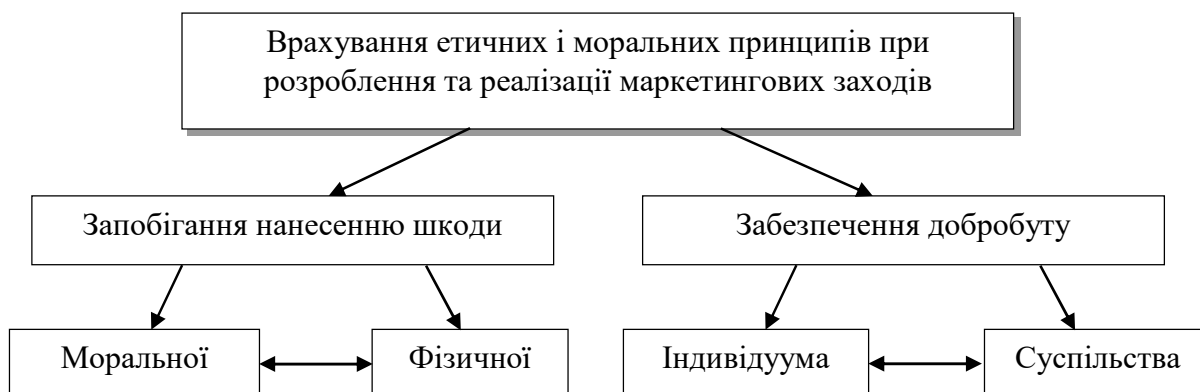 Врахування етичних і моральних принципів при
розроблення та реалізації маркетингових заходів
Запобігання нанесенню шкоди
Забезпечення добробуту
Моральної
Фізичної
Індивідуума
Суспільства